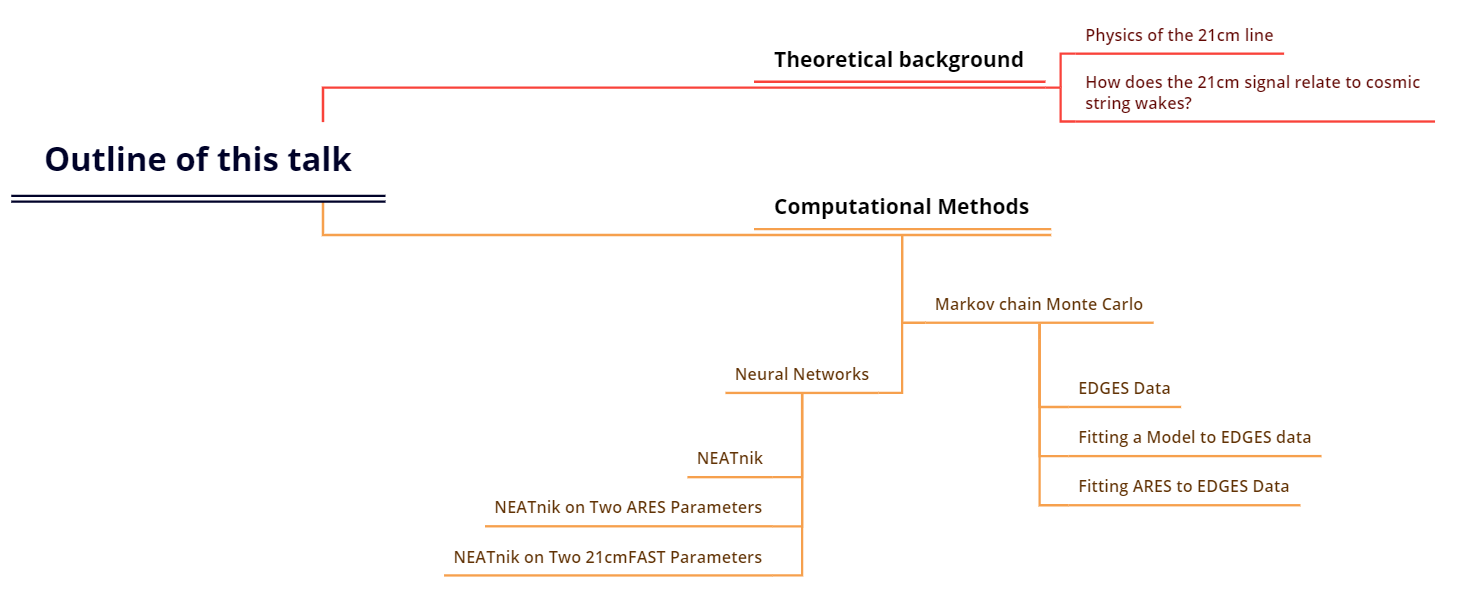 Outline of this talk
Theoretical background
Physics of the 21cm line
How does the 21cm signal relate to cosmic
string wakes?
Computational Methods
Markov chain Monte Carlo
EDGES Data
Fitting a Model to EDGES data
Fitting ARES to EDGES Data
Neural Networks
NEATnik
NEATnik on Two ARES Parameters
NEATnik on Two 21cmFAST Parameters